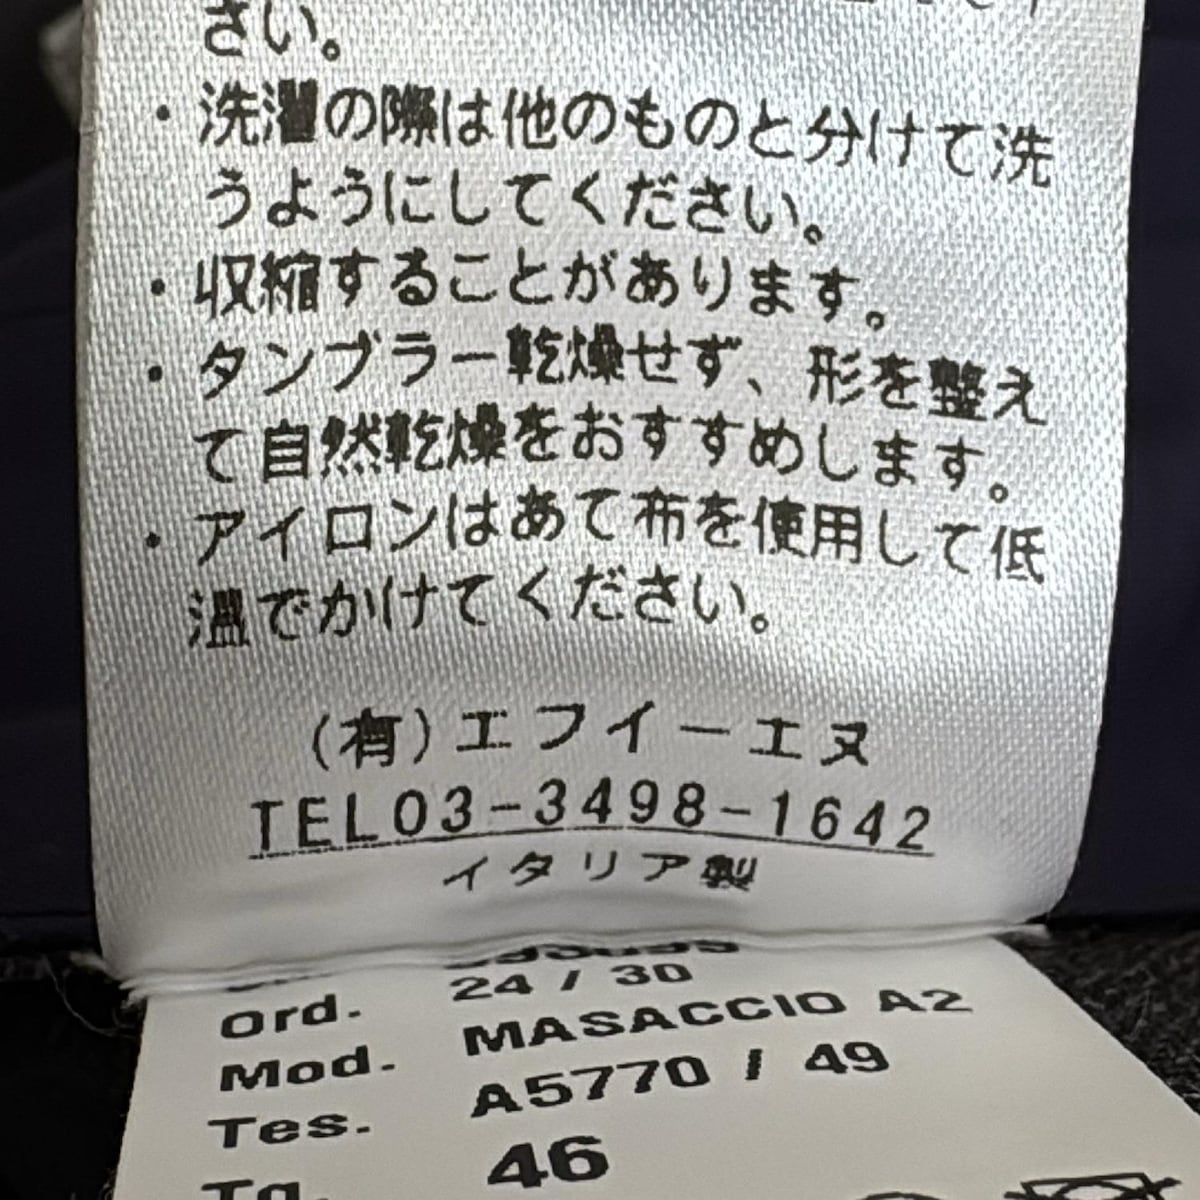 さい。
・洗濯の際は他のものと分けて洗
うようにしてください。
・収縮することがあります。
・タンブラー乾燥せず、形を整え
て自然乾燥をおすすめします。
・アイロンはあて布を使用して低
温でかけてください。
(有)エフイーエヌ
TEL03-3498-1642
イタリア製
Ord. 24 / 30
Mod. MASACCIO A2
Tes. A5770 / 49
Tg. 46